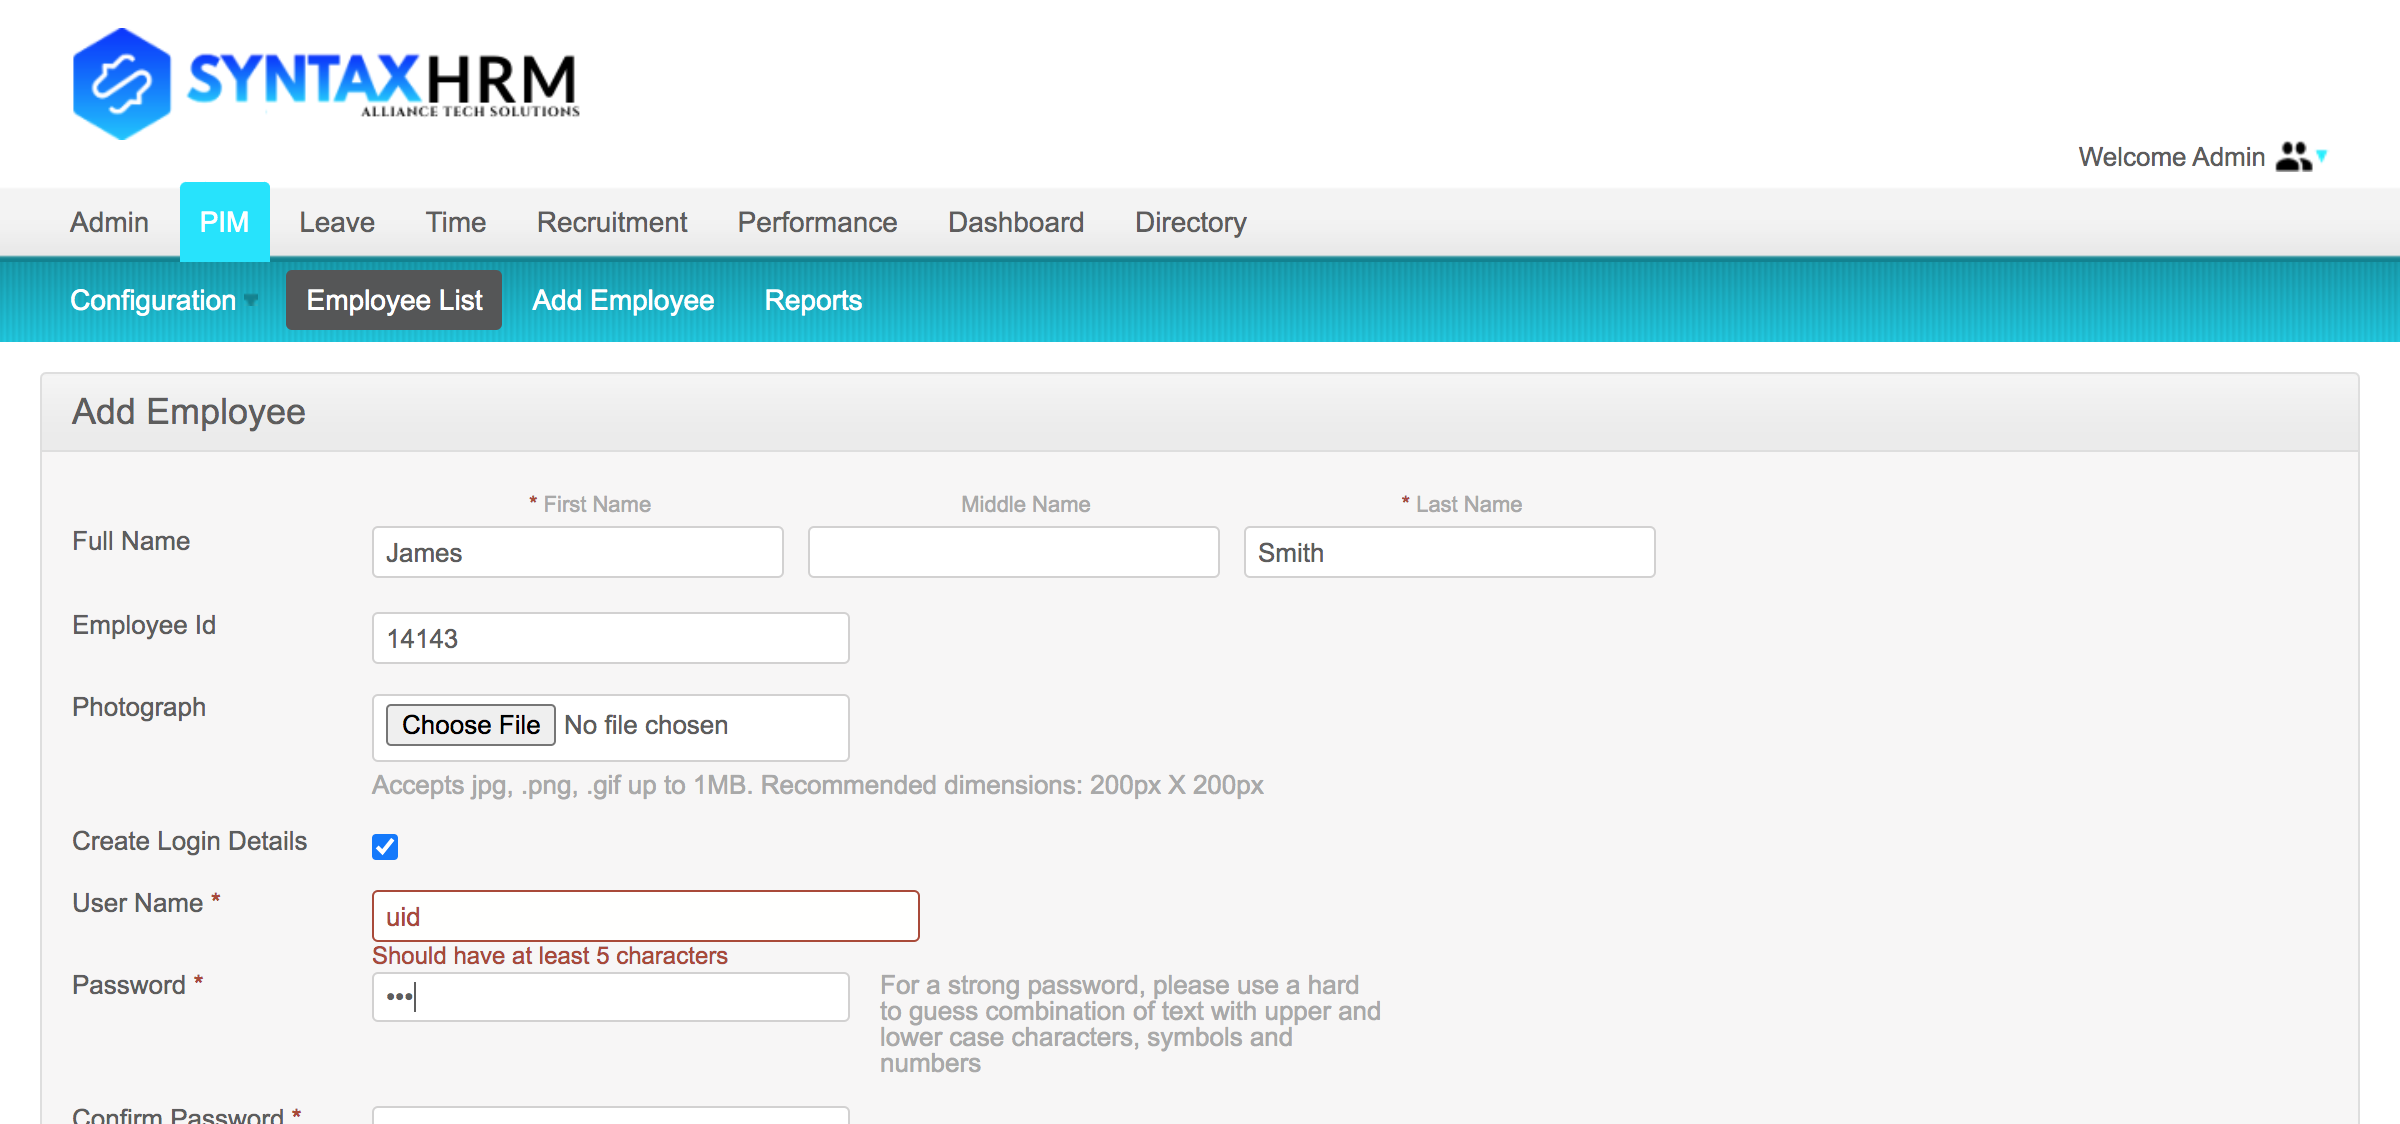 SYNTAXHRM
ALLIANCE TECH SOLUTIONS
Welcome Admin
Admin PIM Leave Time Recruitment Performance Dashboard Directory
Configuration Employee List Add Employee Reports
Add Employee
* First Name Middle Name * Last Name
Full Name James Smith
Employee Id 14143
Photograph Choose File No file chosen
Accepts jpg, .png, .gif up to 1MB. Recommended dimensions: 200px X 200px
Create Login Details
User Name * uid
Should have at least 5 characters
Password * •••
For a strong password, please use a hard
to guess combination of text with upper and
lower case characters, symbols and
numbers
Confirm Password *